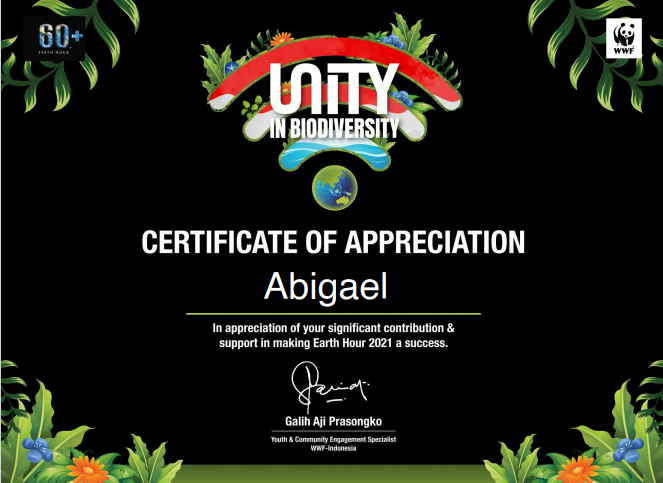 60+
EARTH HOUR
WWF
UNiTY
IN BIODIVERSITY
CERTIFICATE OF APPRECIATION
Abigael
In appreciation of your significant contribution &
support in making Earth Hour 2021 a success.
Galih Aji Prasongko
Youth & Community Engagement Specialist
WWF-Indonesia